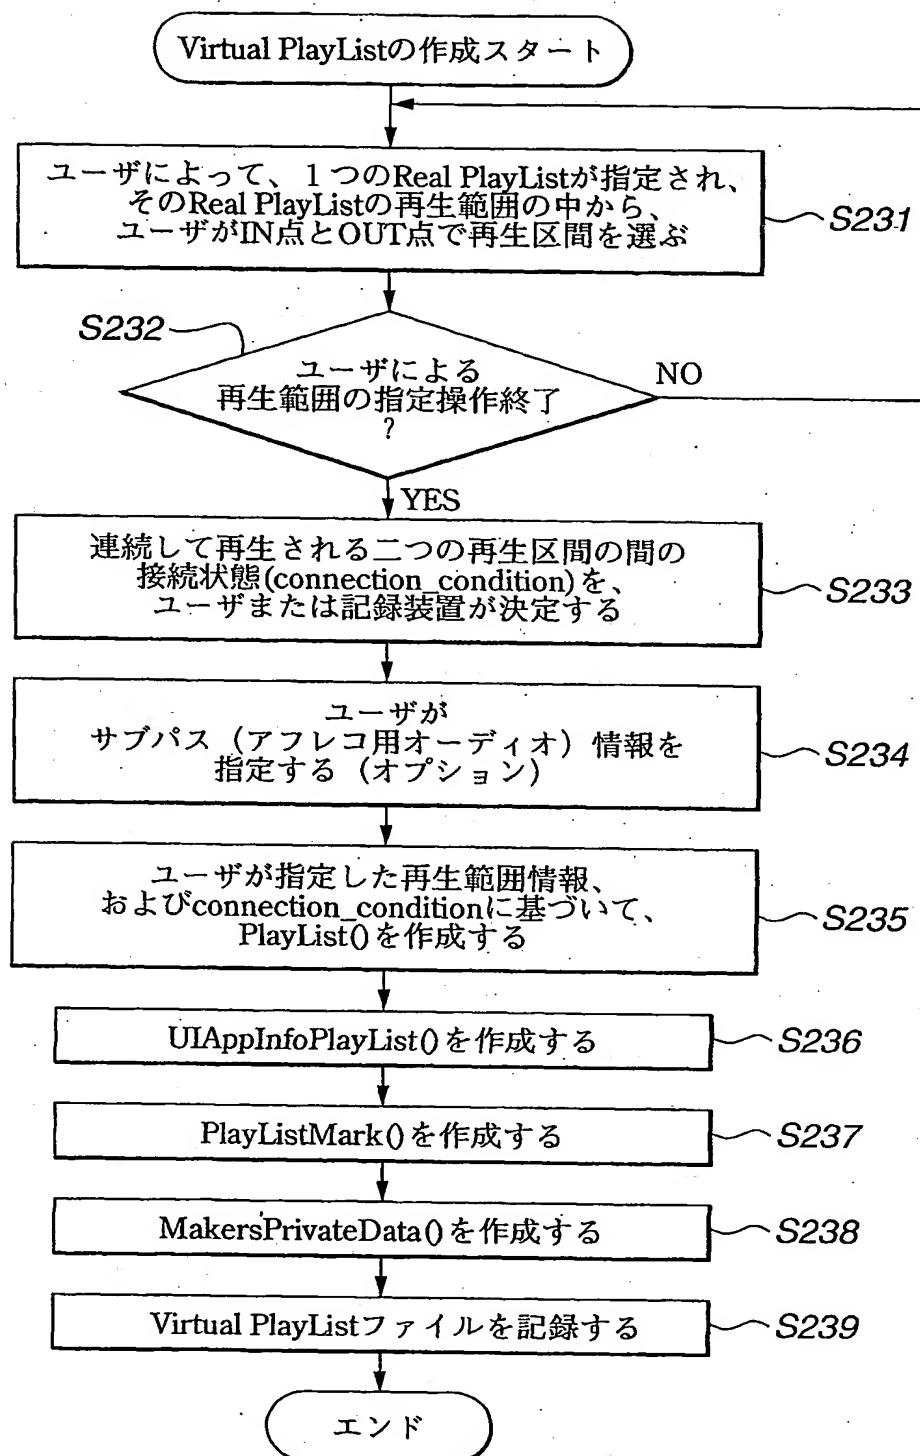 Virtual PlayListの作成スタート
ユーザによって、１つのReal PlayListが指定され、
そのReal PlayListの再生範囲の中から、
ユーザがIN点とOUT点で再生区間を選ぶ
S231
S232
ユーザによる
再生範囲の指定操作終了
?
NO
YES
連続して再生される二つの再生区間の間の
接続状態(connection_condition)を、
ユーザまたは記録装置が決定する
S233
ユーザが
サブパス（アフレコ用オーディオ）情報を
指定する（オプション）
S234
ユーザが指定した再生範囲情報、
およびconnection_conditionに基づいて、
PlayList()を作成する
S235
UIAppInfoPlayList()を作成する
S236
PlayListMark()を作成する
S237
MakersPrivateData()を作成する
S238
Virtual PlayListファイルを記録する
S239
エンド